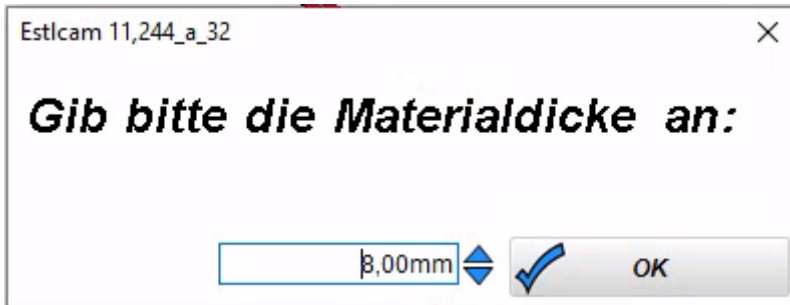 Estlcam 11,244_a_32
Gib bitte die Materialdicke an:
8,00mm
OK